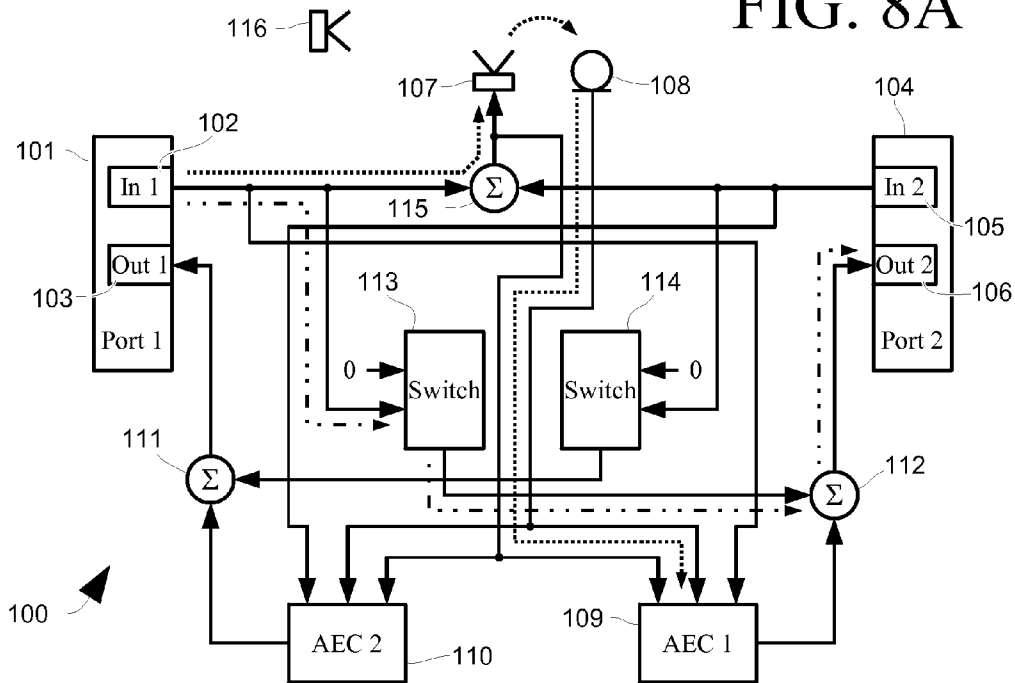 FIG. 8A
116
107
108
104
101
102
In 1
Σ
115
In 2
105
Out 1
103
113
114
Out 2
106
Port 1
0
Switch
Switch
0
Port 2
111
Σ
Σ
112
100
AEC 2
110
109
AEC 1